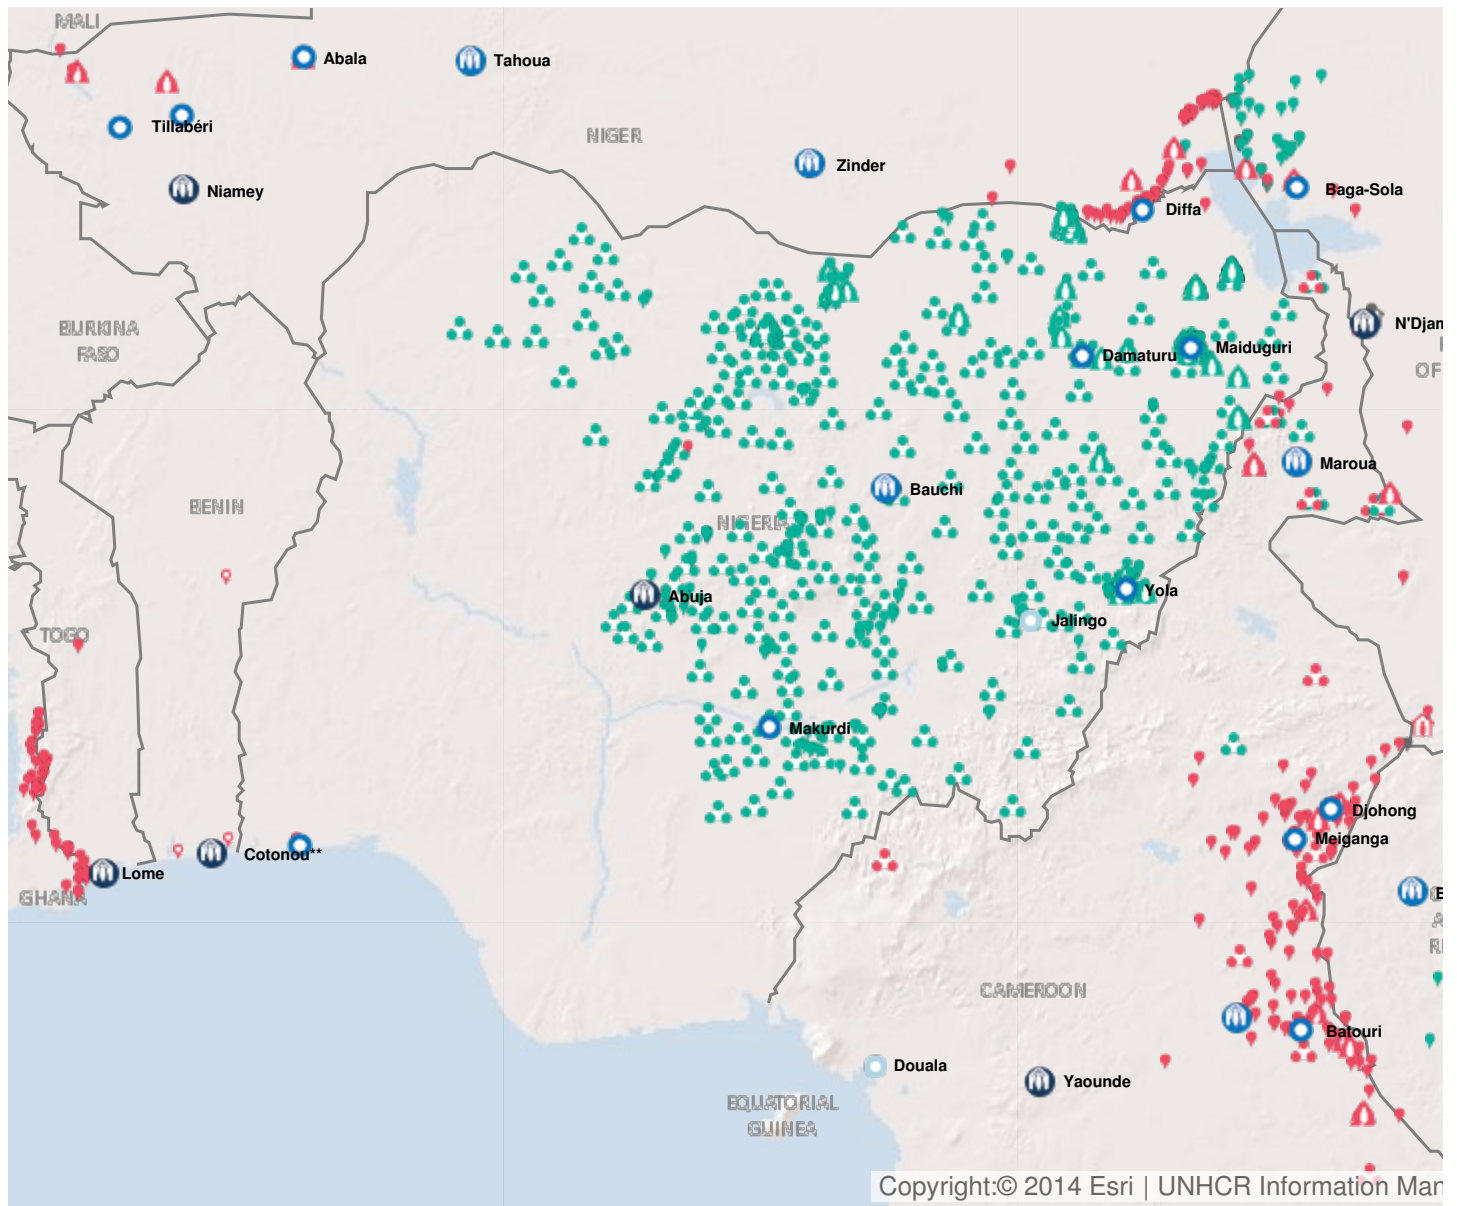 MALI
Abala
Tahoua
Tillabéri
NIGER
Zinder
Niamey
Baga-Sola
Diffa
BURKINA
FASO
N'Djam
Damaturu
Maiduguri
OF
Maroua
Bauchi
BENIN
NIGERIA
Abuja
Yola
Jalingo
TOGO
Makurdi
Djohong
Meiganga
Cotonou**
Lome
GHANA
CAMEROON
Batouri
Douala
Yaounde
EQUATORIAL
GUINEA
Copyright:© 2014 Esri | UNHCR Information Man